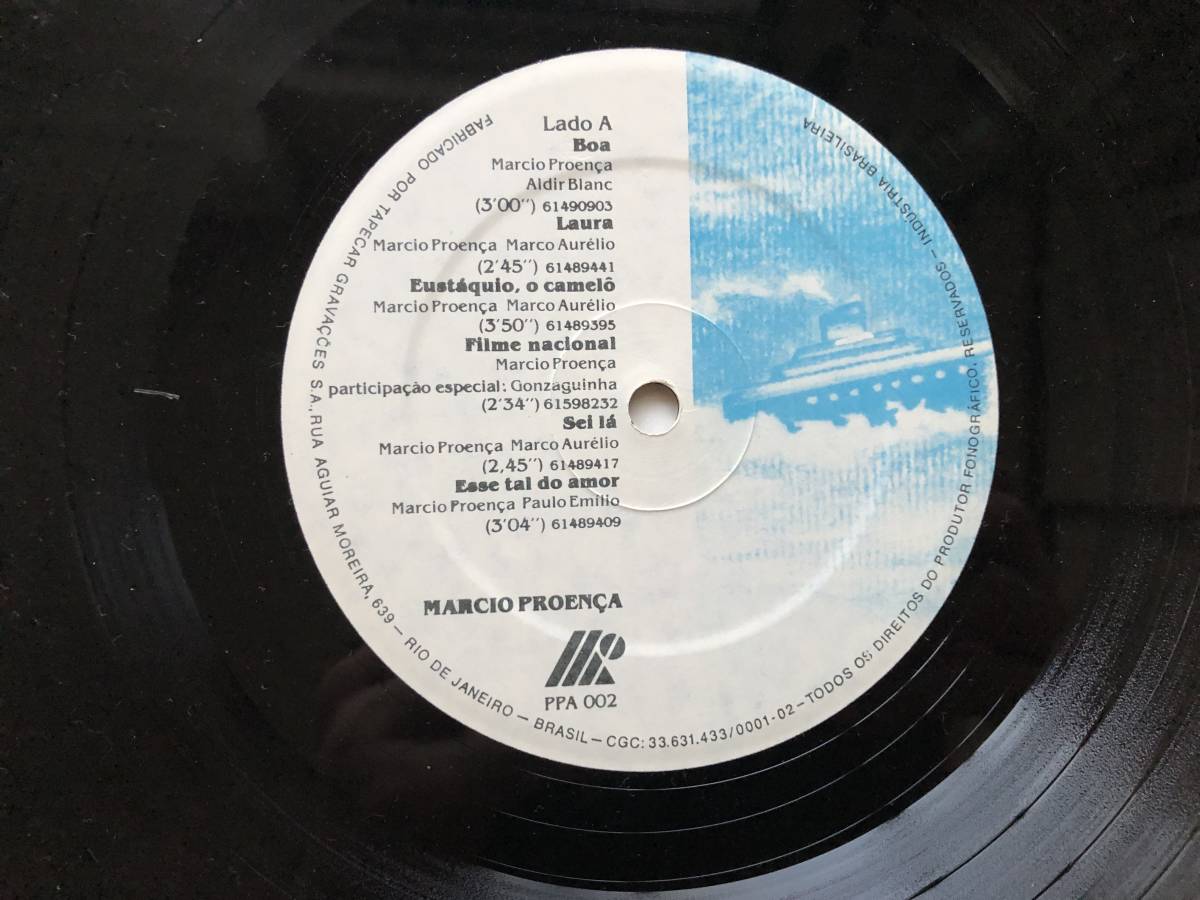 Lado A
Boa
Marcio Proença
Aldir Blanc
(3'00'') 61490903
Laura
Marcio Proença Marco Aurélio
(2'45'') 61489441
Eustáquio, o camelô
Marcio Proença Marco Aurélio
(3'50'') 61489395
Filme nacional
Marcio Proença
participação especial: Gonzaguinha
(2'34'') 61598232
Sei lá
Marcio Proença Marco Aurélio
(2,45'') 61489417
Esse tal do amor
Marcio Proença Paulo Emilio
(3'04'') 61489409
MARCIO PROENÇA
PPA 002
FABRICADO POR TAPECAR GRAVAÇÇES S.A., RUA AGUIAR MOREIRA, 639 – RIO DE JANEIRO – BRASIL – CGC: 33.631.433/0001-02 – TODOS OS DIREITOS DO PRODUTOR FONOGRÁFICO. RESERVADOS – INDÚSTRIA BRASILEIRA